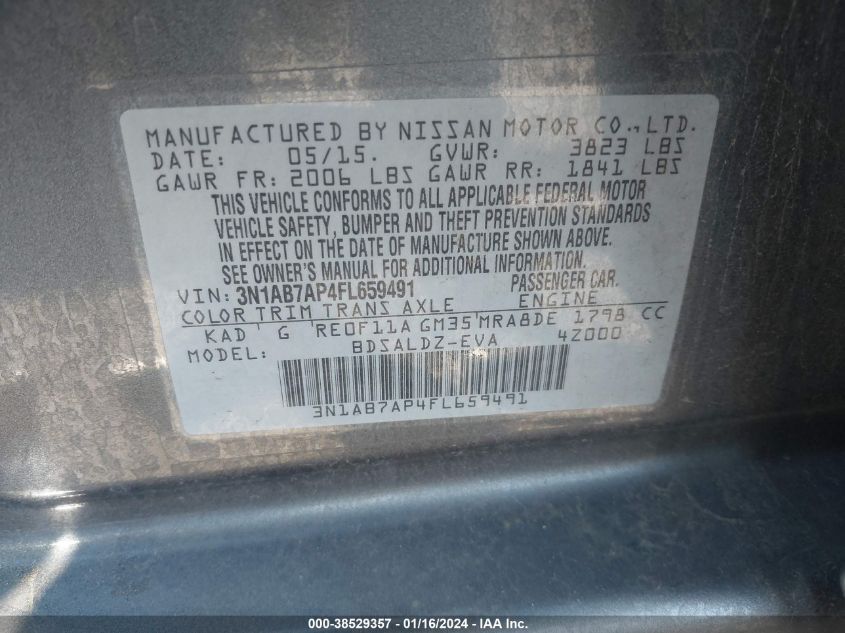 MANUFACTURED BY NISSAN MOTOR CO., LTD.
DATE: 05/15. GVWR: 3823 LBS
GAWR FR: 2006 LBS GAWR RR: 1841 LBS
THIS VEHICLE CONFORMS TO ALL APPLICABLE FEDERAL MOTOR
VEHICLE SAFETY, BUMPER AND THEFT PREVENTION STANDARDS
IN EFFECT ON THE DATE OF MANUFACTURE SHOWN ABOVE.
SEE OWNER'S MANUAL FOR ADDITIONAL INFORMATION.
VIN: 3N1AB7AP4FL659491 PASSENGER CAR.
COLOR TRIM TRANS AXLE ENGINE
KAD G RE0F11A GM35 MRA8DE 1798 CC
MODEL: BDSALDZ-EVA 4Z000
3N1AB7AP4FL659491
000-38529357 - 01/16/2024 - IAA Inc.